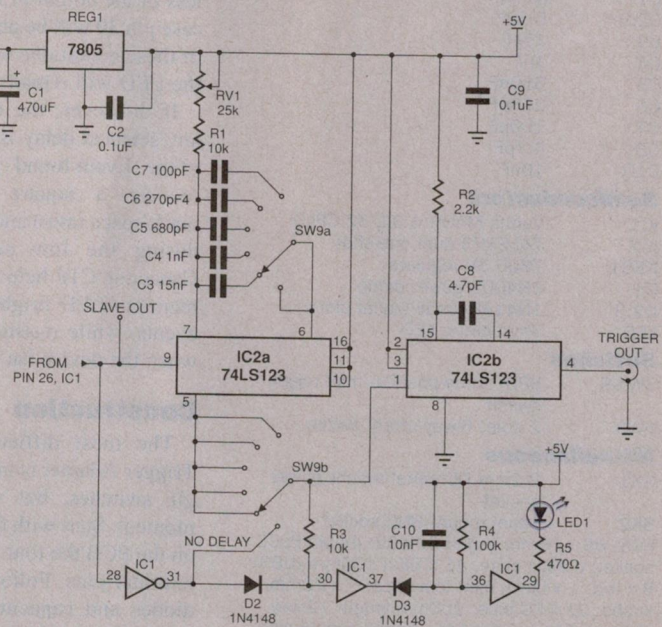 REG1
+5V
7805
+
C1
470uF
RV1
25k
C9
0.1uF
C2
0.1uF
R1
10k
C7 100pF
C6 270pF4
R2
2.2k
C5 680pF
SW9a
C4 1nF
C8
4.7pF
C3 15nF
SLAVE OUT
7
6
16
15
14
TRIGGER
OUT
FROM
PIN 26, IC1
9
IC2a
74LS123
11
10
2
3
1
IC2b
74LS123
4
5
8
SW9b
+5V
NO DELAY
R3
10k
C10
10nF
R4
100k
LED1
IC1
28
31
30
IC1
37
36
IC1
29
R5
470Ω
D2
1N4148
D3
1N4148